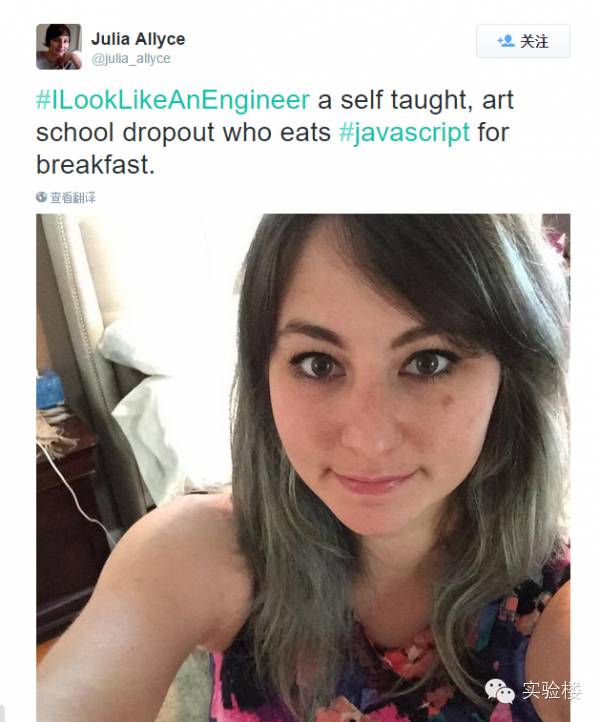 Julia Allyce
@julia_allyce
关注
#ILookLikeAnEngineer a self taught, art
school dropout who eats #javascript for
breakfast.
查看翻译
实验楼